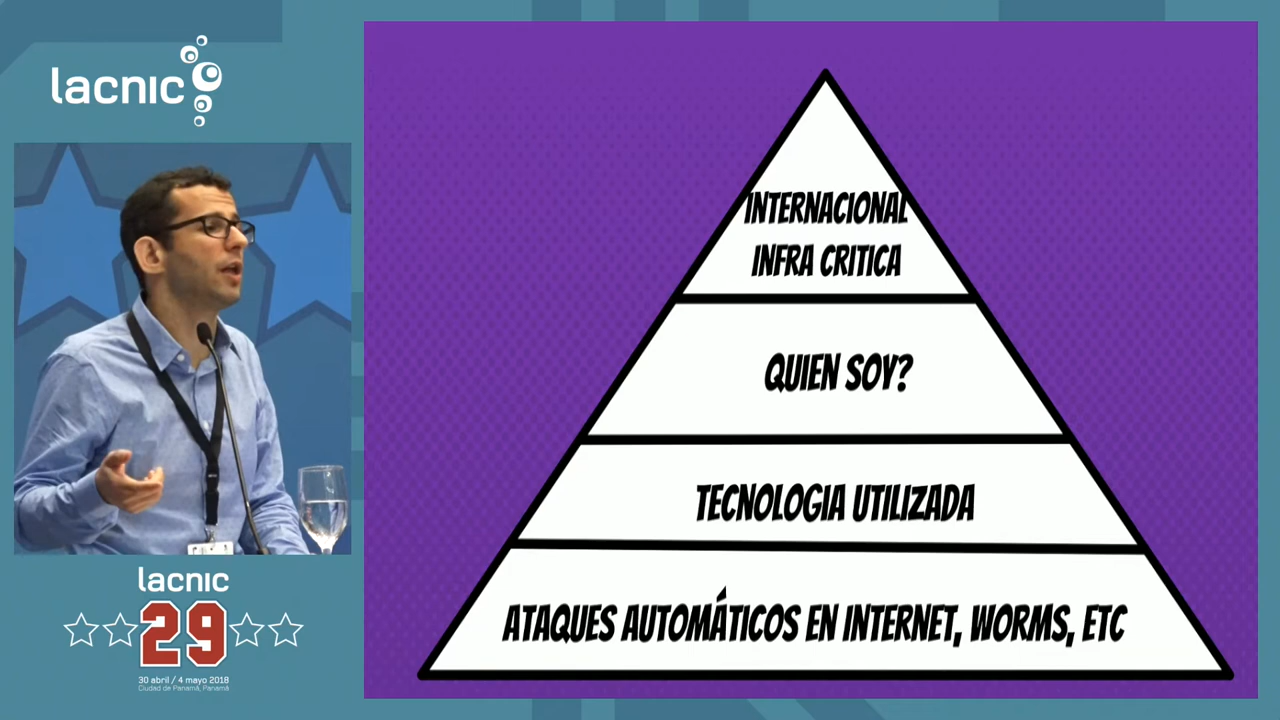 lacnic
INTERNACIONAL
INFRA CRITICA
QUIEN SOY?
TECNOLOGIA UTILIZADA
ATAQUES AUTOMÁTICOS EN INTERNET, WORMS, ETC
lacnic
29
30 abril / 4 mayo 2018
Ciudad de Panamá, Panamá